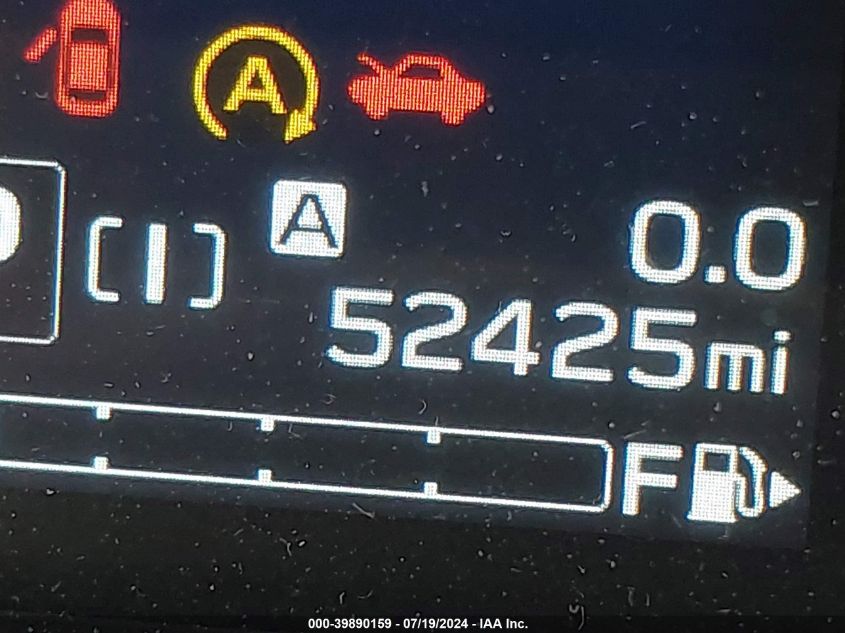 A
A
0.0
[I]
52425mi
F
000-39890159 - 07/19/2024 - IAA Inc.